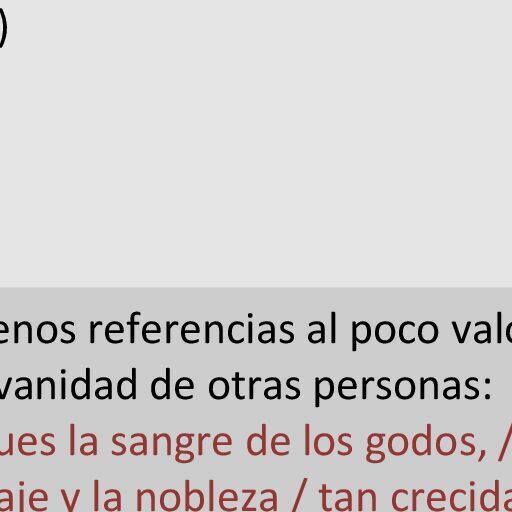 )
enos referencias al poco valo
vanidad de otras personas:
ues la sangre de los godos, /
aje y la nobleza / tan crecida